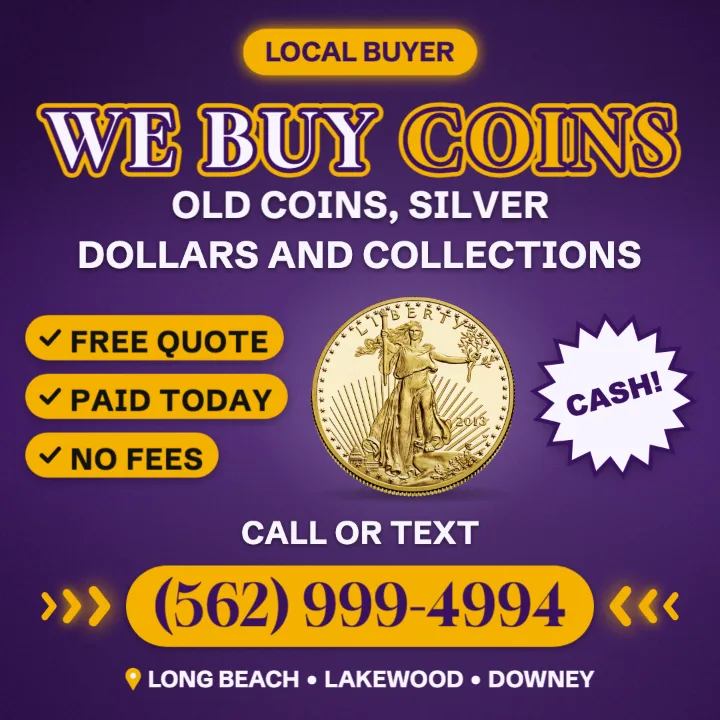 LOCAL BUYER
WE BUY COINS
OLD COINS, SILVER
DOLLARS AND COLLECTIONS
FREE QUOTE
PAID TODAY
NO FEES
LIBERTY
2013
CASH!
CALL OR TEXT
(562) 999-4994
LONG BEACH • LAKEWOOD • DOWNEY